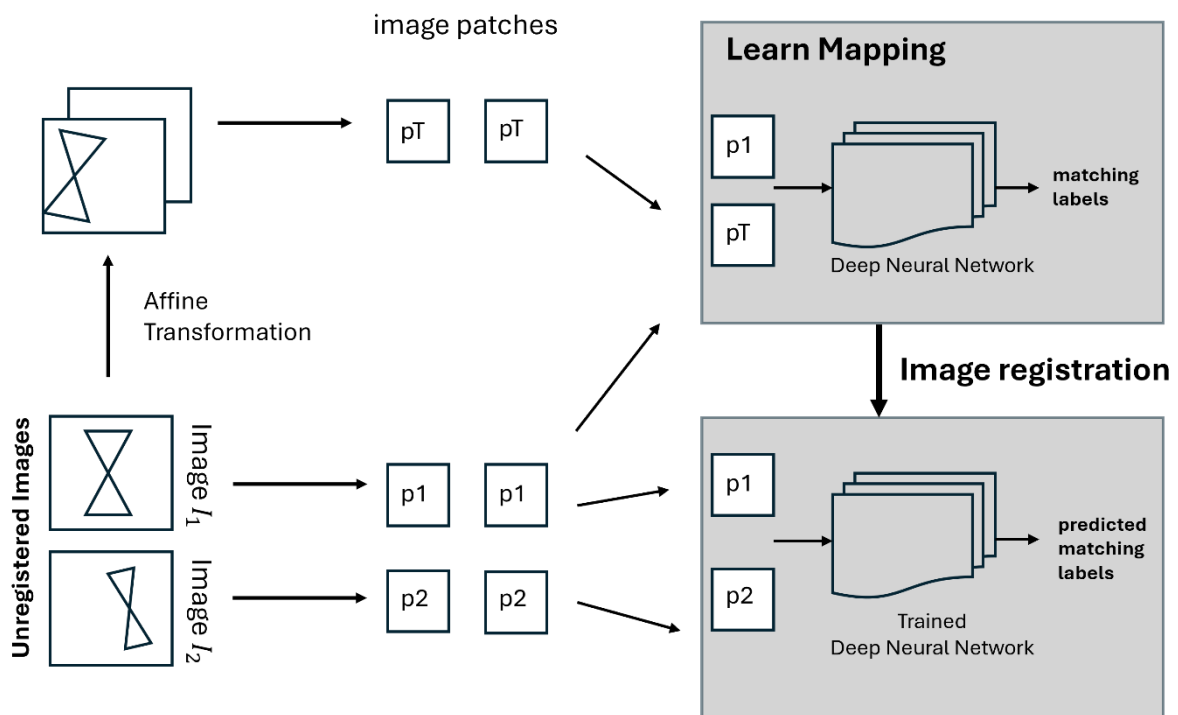 image patches
Learn Mapping
pT
pT
p1
pT
matching
labels
Deep Neural Network
Affine
Transformation
Image registration
Unregistered Images
Image I₁
Image I₂
p1
p1
p2
p2
p1
p2
predicted
matching
labels
Trained
Deep Neural Network